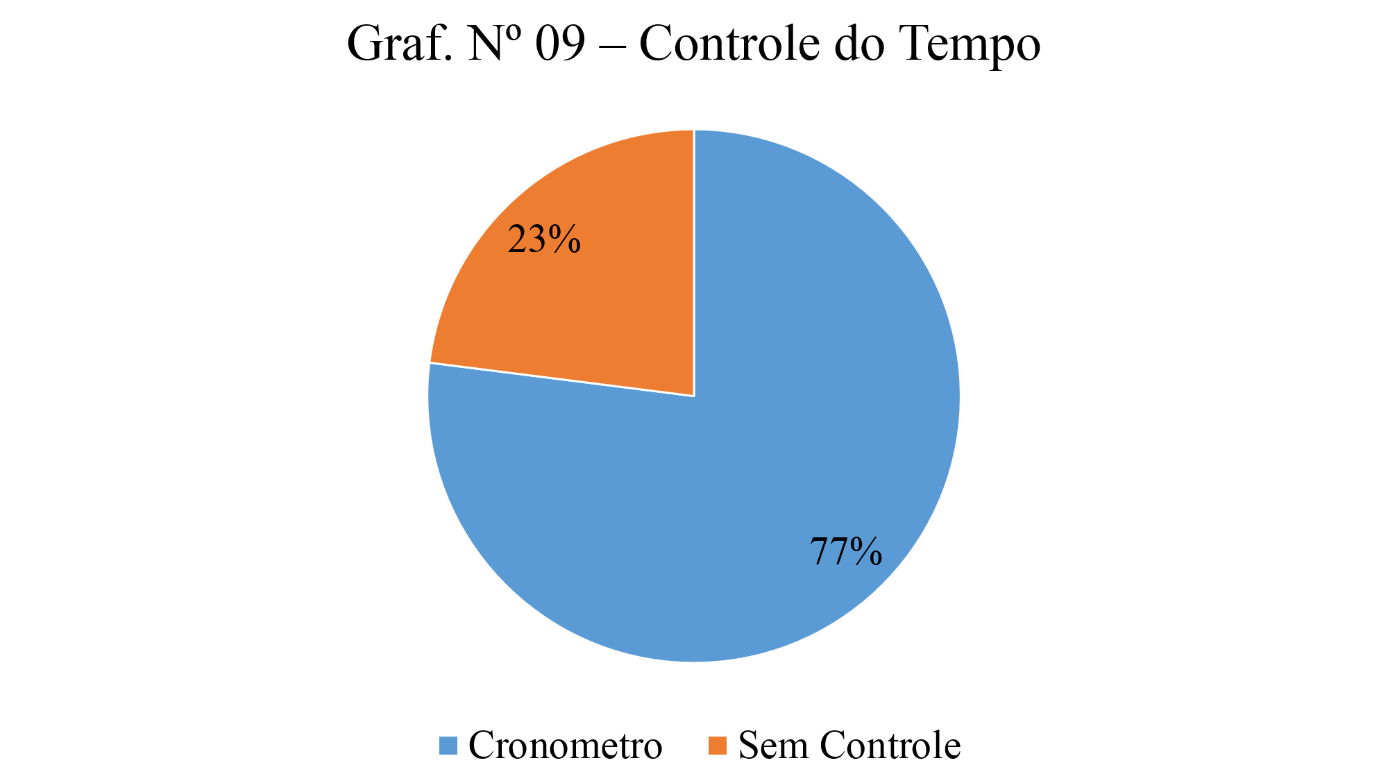 Graf. Nº 09 – Controle do Tempo
23%
77%
Cronometro Sem Controle